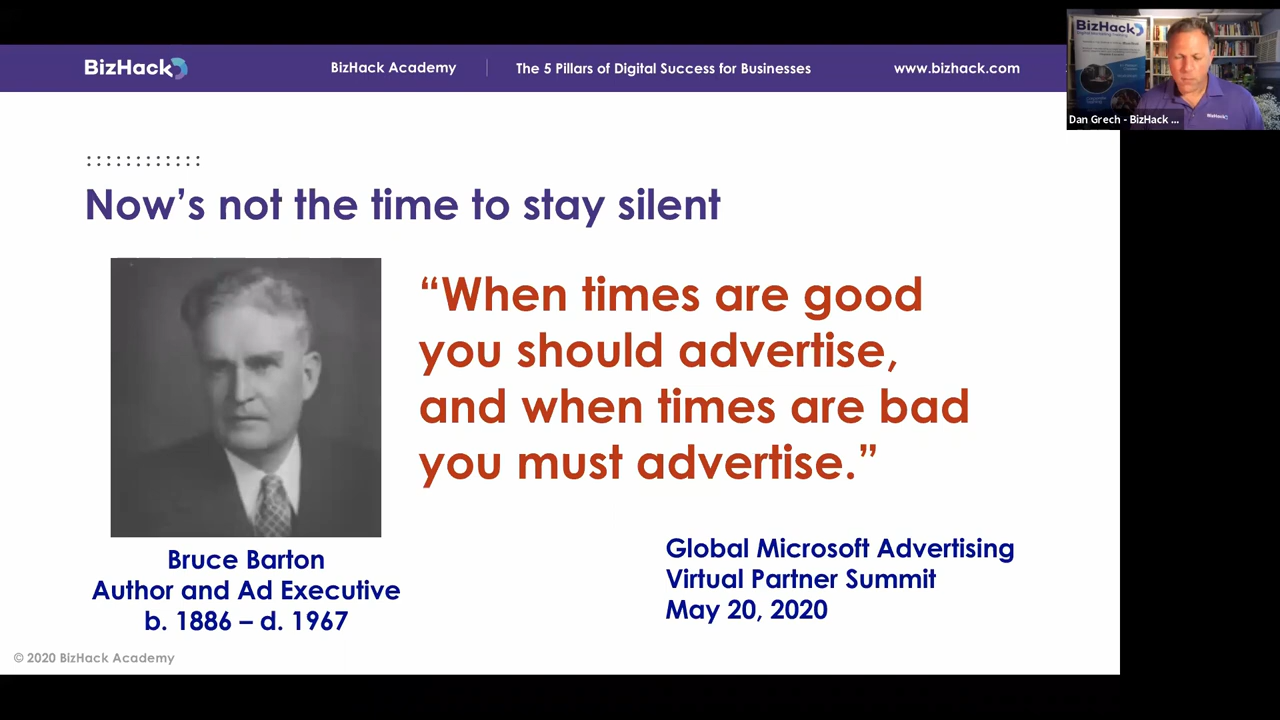 BizHack
BizHack Academy
The 5 Pillars of Digital Success for Businesses
www.bizhack.com
BizHack
Dan Grech - BizHack ...
BizHack
Now’s not the time to stay silent
“When times are good
you should advertise,
and when times are bad
you must advertise.”
Bruce Barton
Author and Ad Executive
b. 1886 – d. 1967
Global Microsoft Advertising
Virtual Partner Summit
May 20, 2020
© 2020 BizHack Academy